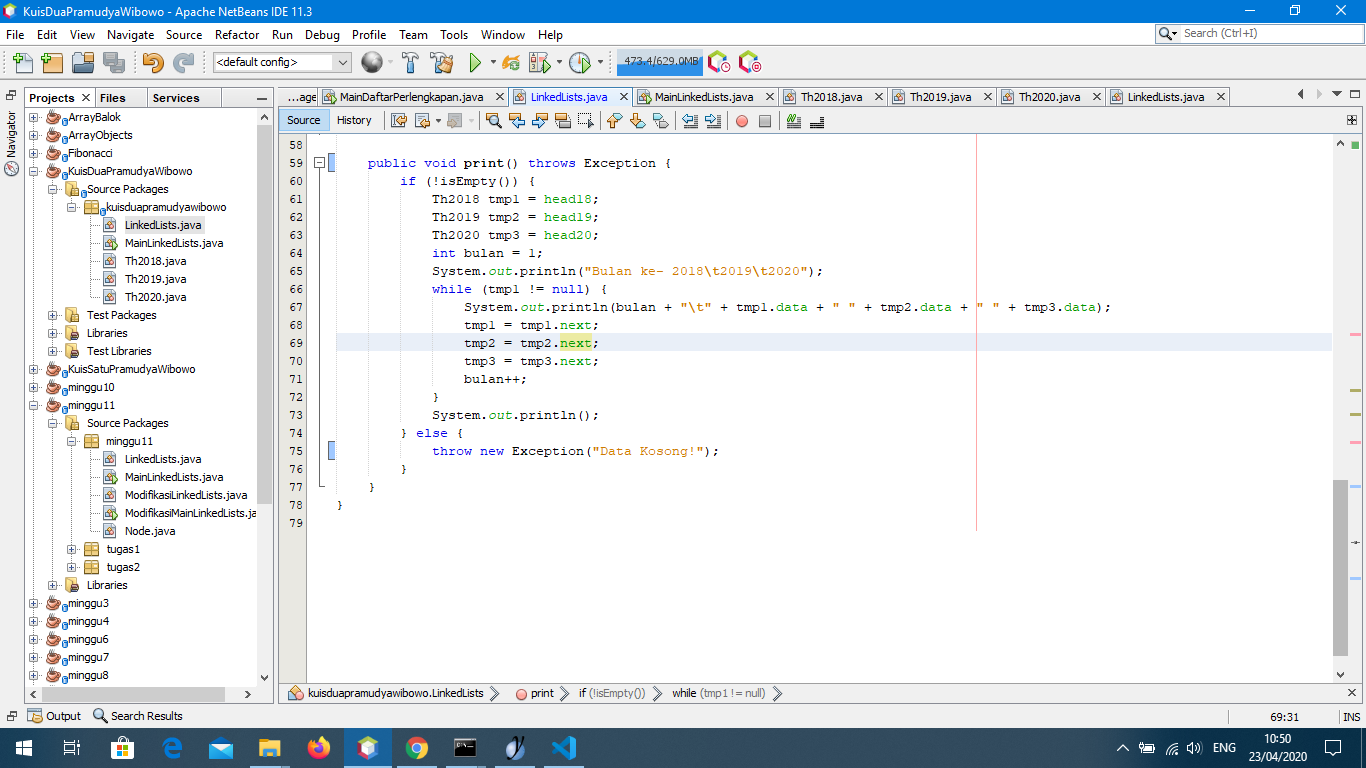 KuisDuaPramudyaWibowo - Apache NetBeans IDE 11.3
File Edit View Navigate Source Refactor Run Debug Profile Team Tools Window Help
Search (Ctrl+I)
<default config>
473.4/629.0MB
Projects Files Services
...age MainDaftarPerlengkapan.java LinkedLists.java MainLinkedLists.java Th2018.java Th2019.java Th2020.java LinkedLists.java
Source History
Navigator
ArrayBalok
ArrayObjects
Fibonacci
KuisDuaPramudyaWibowo
Source Packages
kuisduapramudyawibowo
LinkedLists.java
MainLinkedLists.java
Th2018.java
Th2019.java
Th2020.java
Test Packages
Libraries
Test Libraries
KuisSatuPramudyaWibowo
minggu10
minggu11
Source Packages
minggu11
LinkedLists.java
MainLinkedLists.java
ModifikasiLinkedLists.java
ModifikasiMainLinkedLists.ja
Node.java
tugas1
tugas2
Libraries
minggu3
minggu4
minggu6
minggu7
minggu8
58
59 public void print() throws Exception {
60 if (!isEmpty()) {
61 Th2018 tmp1 = head18;
62 Th2019 tmp2 = head19;
63 Th2020 tmp3 = head20;
64 int bulan = 1;
65 System.out.println("Bulan ke- 2018\t2019\t2020");
66 while (tmp1 != null) {
67 System.out.println(bulan + "\t" + tmp1.data + " " + tmp2.data + " " + tmp3.data);
68 tmp1 = tmp1.next;
69 tmp2 = tmp2.next;
70 tmp3 = tmp3.next;
71 bulan++;
72 }
73 System.out.println();
74 } else {
75 throw new Exception("Data Kosong!");
76 }
77 }
78 }
79
kuisduapramudyawibowo.LinkedLists print if (!isEmpty()) while (tmp1 != null)
Output Search Results
69:31 INS
ENG
10:50
23/04/2020